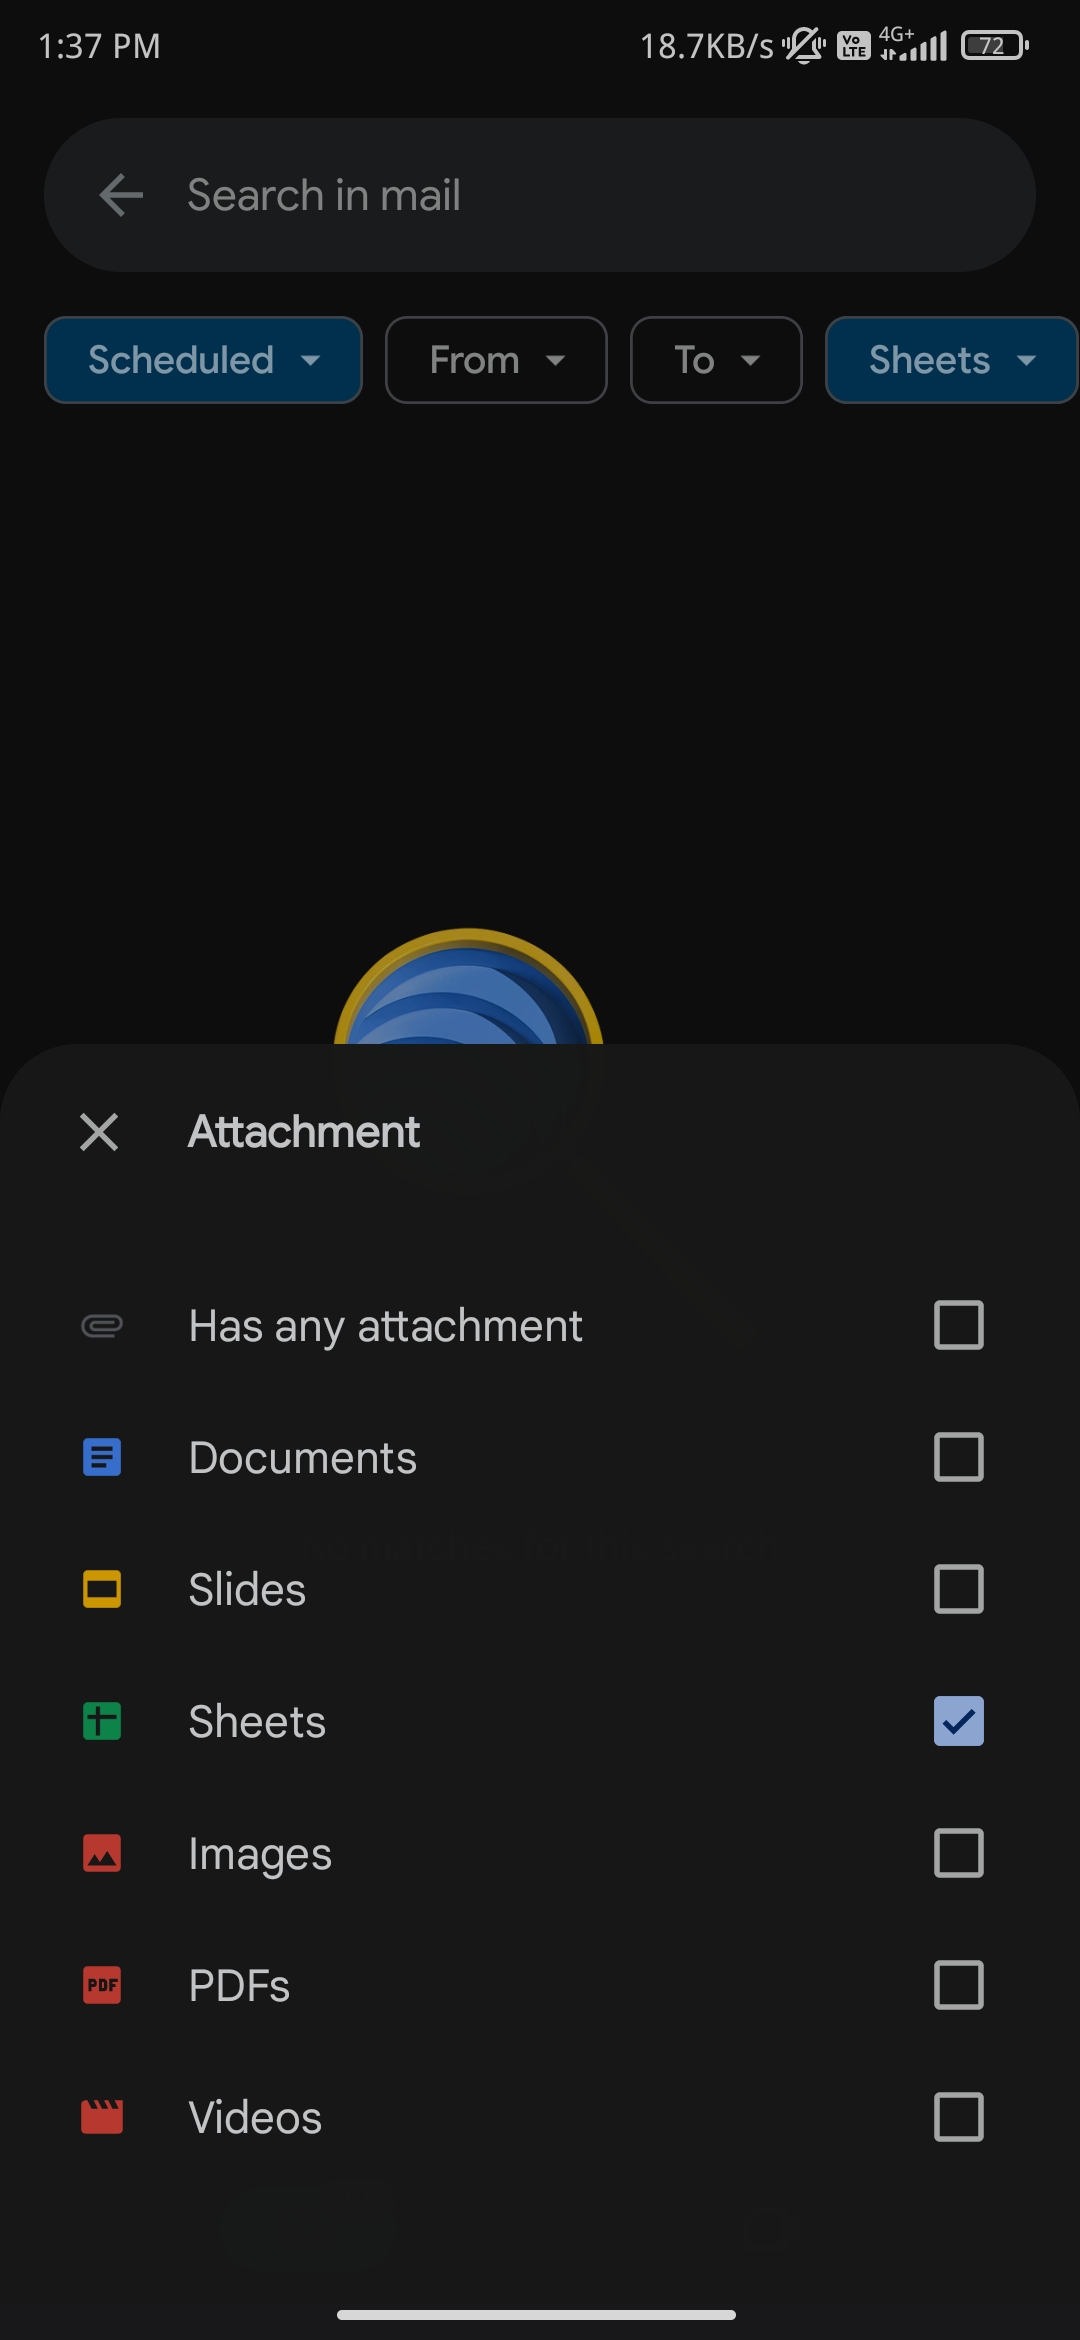 1:37 PM 18.7KB/s Vo LTE 4G+ 72
Search in mail
Scheduled From To Sheets
Attachment
Has any attachment
Documents
Slides
Sheets
Images
PDF PDFs
Videos